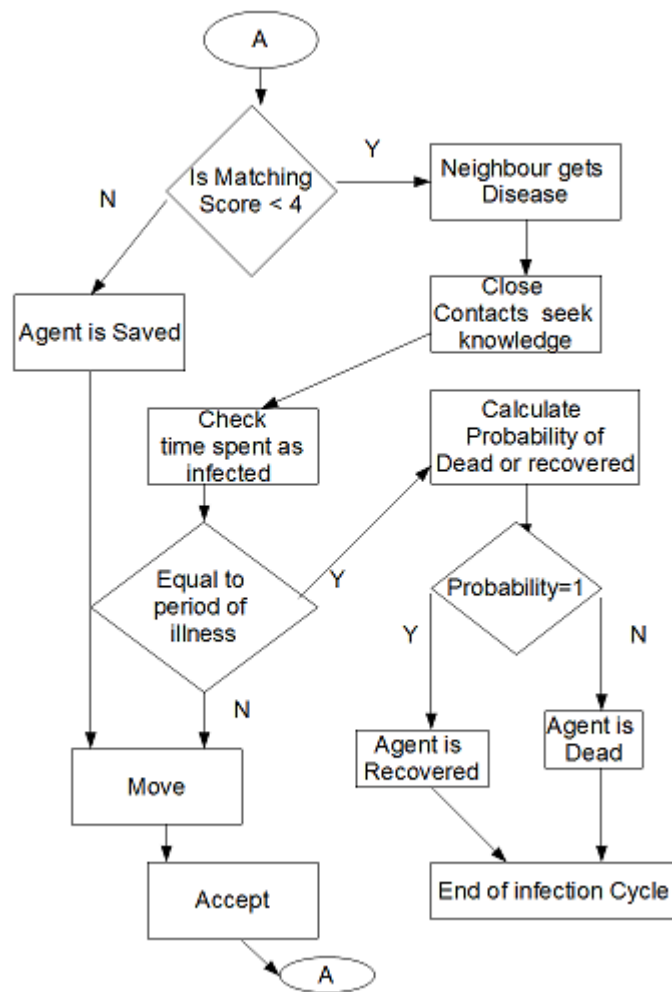 A
Is Matching
Score < 4
Y
N
Neighbour gets
Disease
Close
Contacts seek
knowledge
Agent is Saved
Check
time spent as
infected
Calculate
Probability of
Dead or recovered
Equal to
period of
illness
Y
N
Probability=1
Y
N
Agent is
Recovered
Agent is
Dead
Move
Accept
End of infection Cycle
A